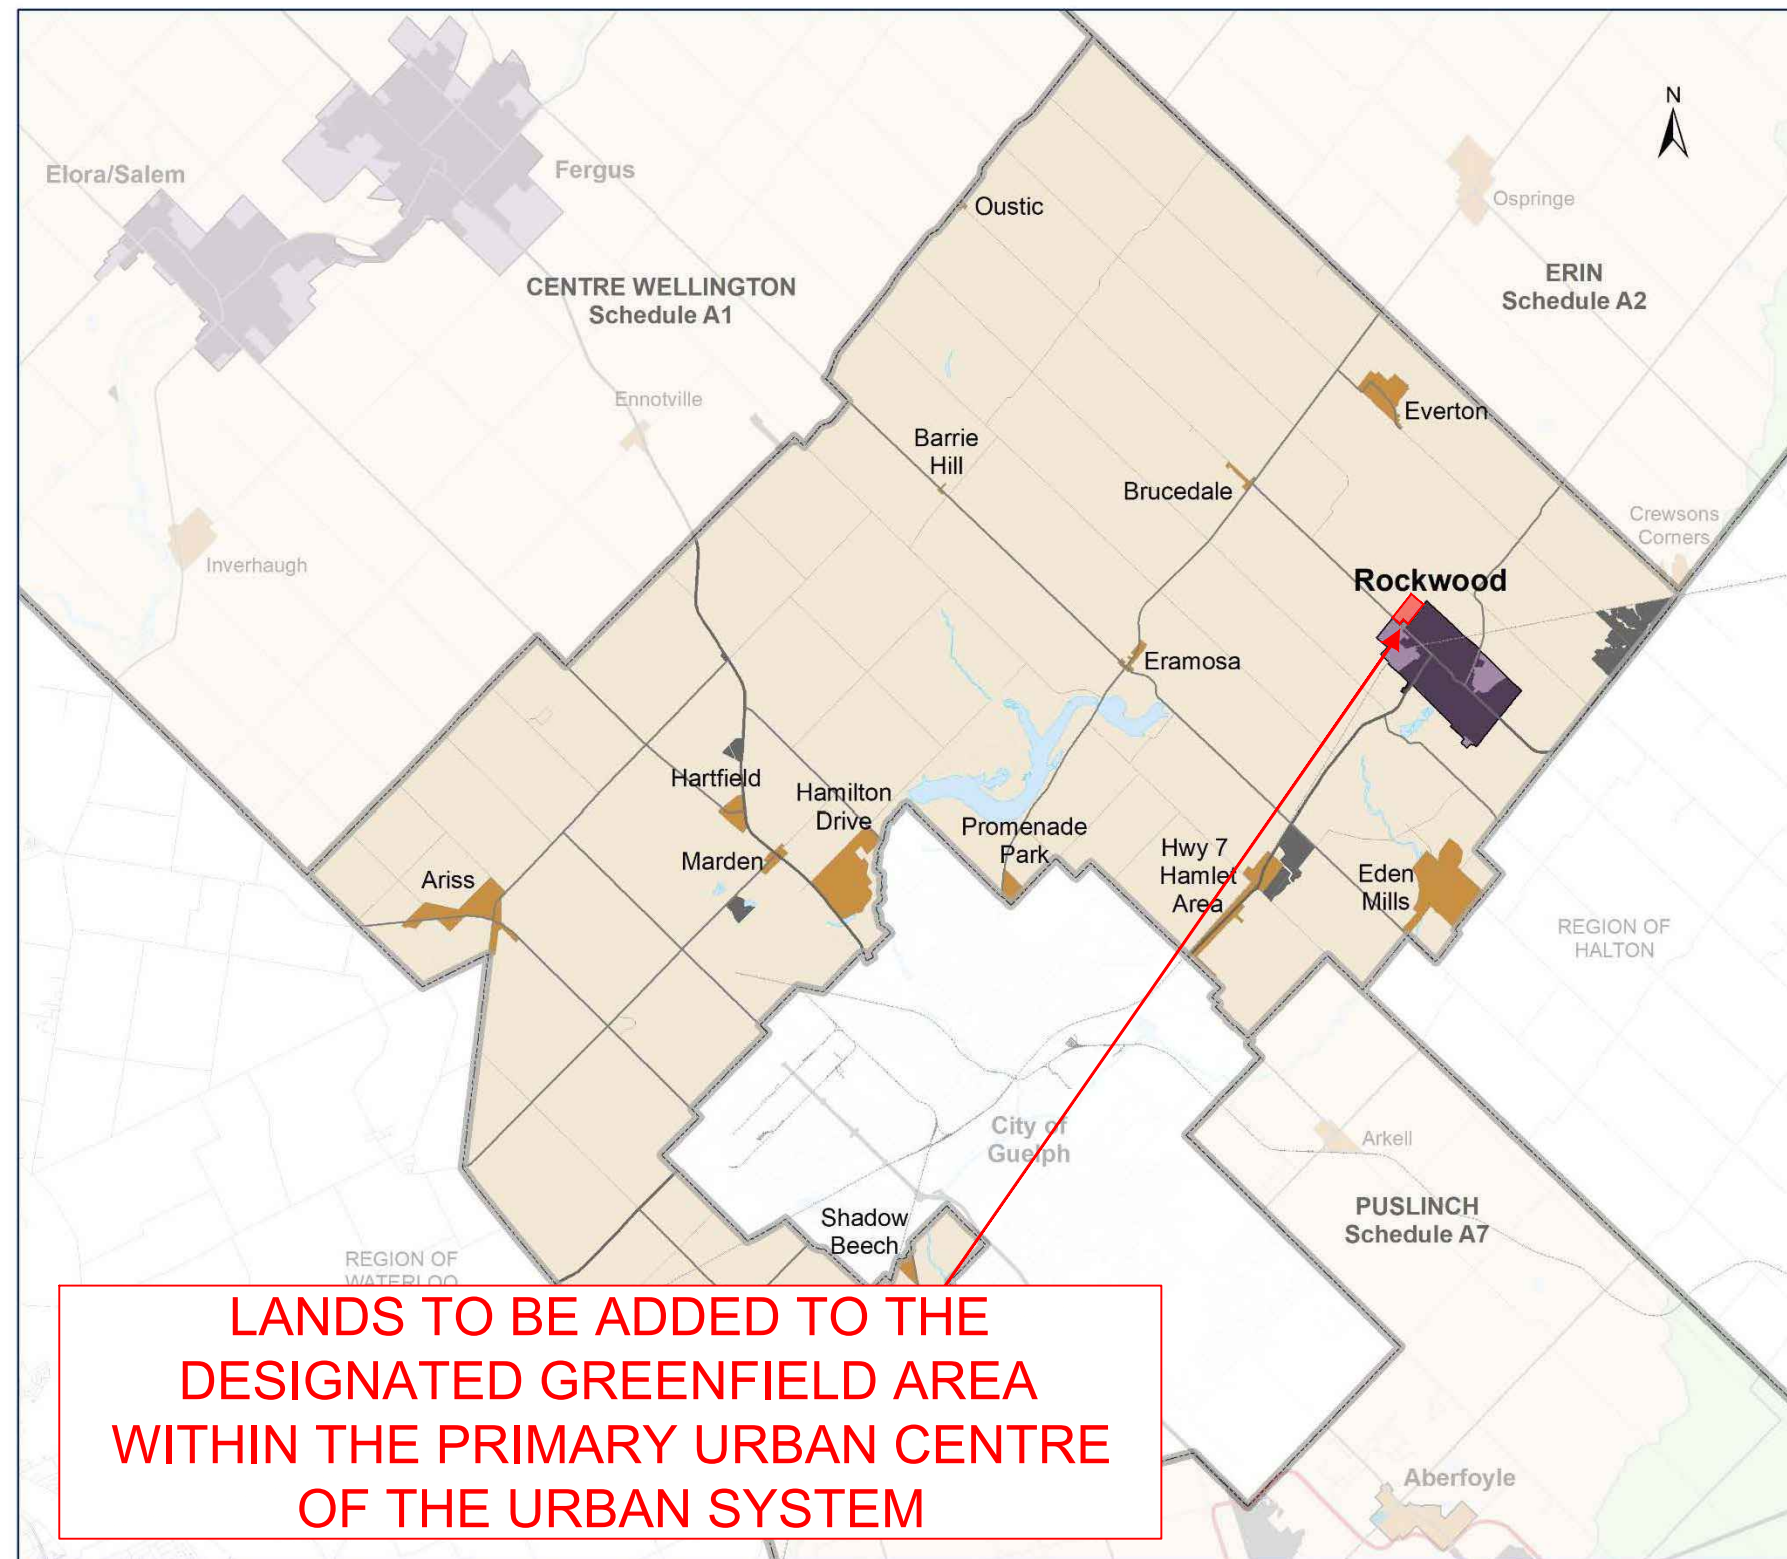 N
Elora/Salem
Fergus
Ospringe
Oustic
CENTRE WELLINGTON
Schedule A1
ERIN
Schedule A2
Ennotville
Everton
Barrie
Hill
Brucedale
Crewsons
Corners
Inverhaugh
Rockwood
Eramosa
Hartfield
Hamilton
Drive
Promenade
Park
Marden
Hwy 7
Hamlet
Area
Ariss
Eden
Mills
REGION OF
HALTON
City of
Guelph
Arkell
PUSLINCH
Schedule A7
Shadow
Beech
REGION OF
WATERLOO
LANDS TO BE ADDED TO THE
DESIGNATED GREENFIELD AREA
WITHIN THE PRIMARY URBAN CENTRE
OF THE URBAN SYSTEM
Aberfoyle